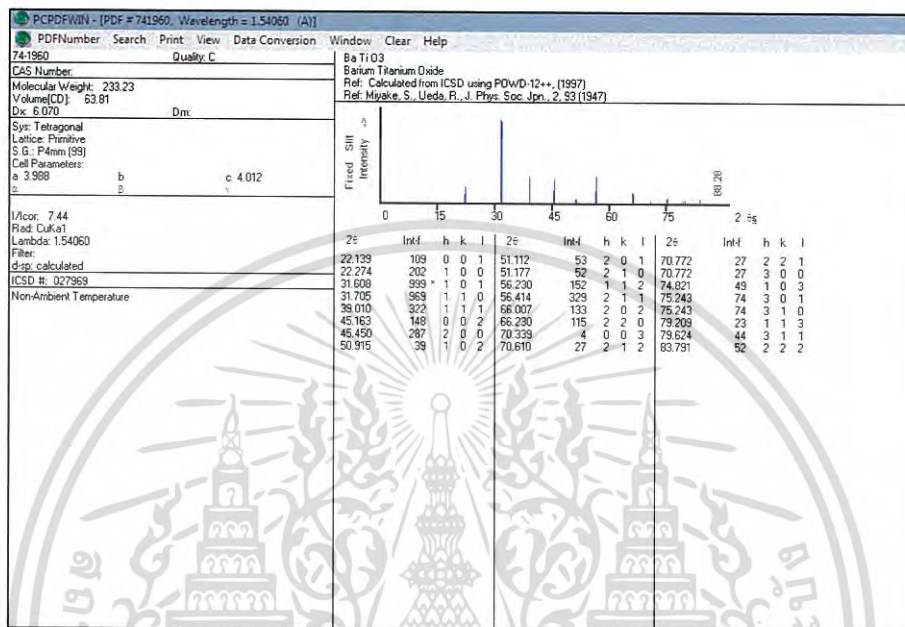 PCPDFWIN - [PDF # 741960, Wavelength = 1.54060 (A)]
PDFNumber Search Print View Data Conversion Window Clear Help
74-1960 Quality: C
CAS Number:
Molecular Weight: 233.23
Volume[CD]: 63.81
Dx: 6.070 Dm:
Sys: Tetragonal
Lattice: Primitive
S.G.: P4mm (99)
Cell Parameters:
a 3.988 b c 4.012
α β γ
I/Icor: 7.44
Rad: CuKa1
Lambda: 1.54060
Filter:
d-sp: calculated
ICSD #: 027969
Non-Ambient Temperature
Ba Ti O3
Barium Titanium Oxide
Ref: Calculated from ICSD using POWD-12++, (1997)
Ref: Miyake, S., Ueda, R., J. Phys. Soc. Jpn., 2, 93 (1947)
Fixed Slit
Intensity ->
88.28
0 15 30 45 60 75 2 θ°
2θ Int-f h k l 2θ Int-f h k l 2θ Int-f h k l
22.139 109 0 0 1 51.112 53 2 0 1 70.772 27 2 2 1
22.274 202 1 0 0 51.177 52 2 1 0 70.772 27 3 0 0
31.608 999 * 1 0 1 56.230 152 1 1 2 74.821 49 1 0 3
31.705 969 1 1 0 56.414 329 2 1 1 75.243 74 3 0 1
39.010 322 1 1 1 66.007 133 2 0 2 75.243 74 3 1 0
45.163 148 0 0 2 66.230 115 2 2 0 79.209 23 1 1 3
45.450 287 2 0 0 70.339 4 0 0 3 79.624 44 3 1 1
50.915 39 1 0 2 70.610 27 2 1 2 83.791 52 2 2 2